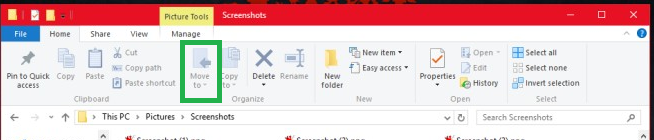 Picture Tools
Screenshots
File
Home
Share
View
Manage
Pin to Quick
access
Copy
Paste
Cut
Copy path
Paste shortcut
Clipboard
Move
to
Copy
to
Delete
Rename
Organize
New
folder
New item
Easy access
New
Properties
Open
Edit
History
Open
Select all
Select none
Invert selection
Select
This PC > Pictures > Screenshots
Search Screenshots